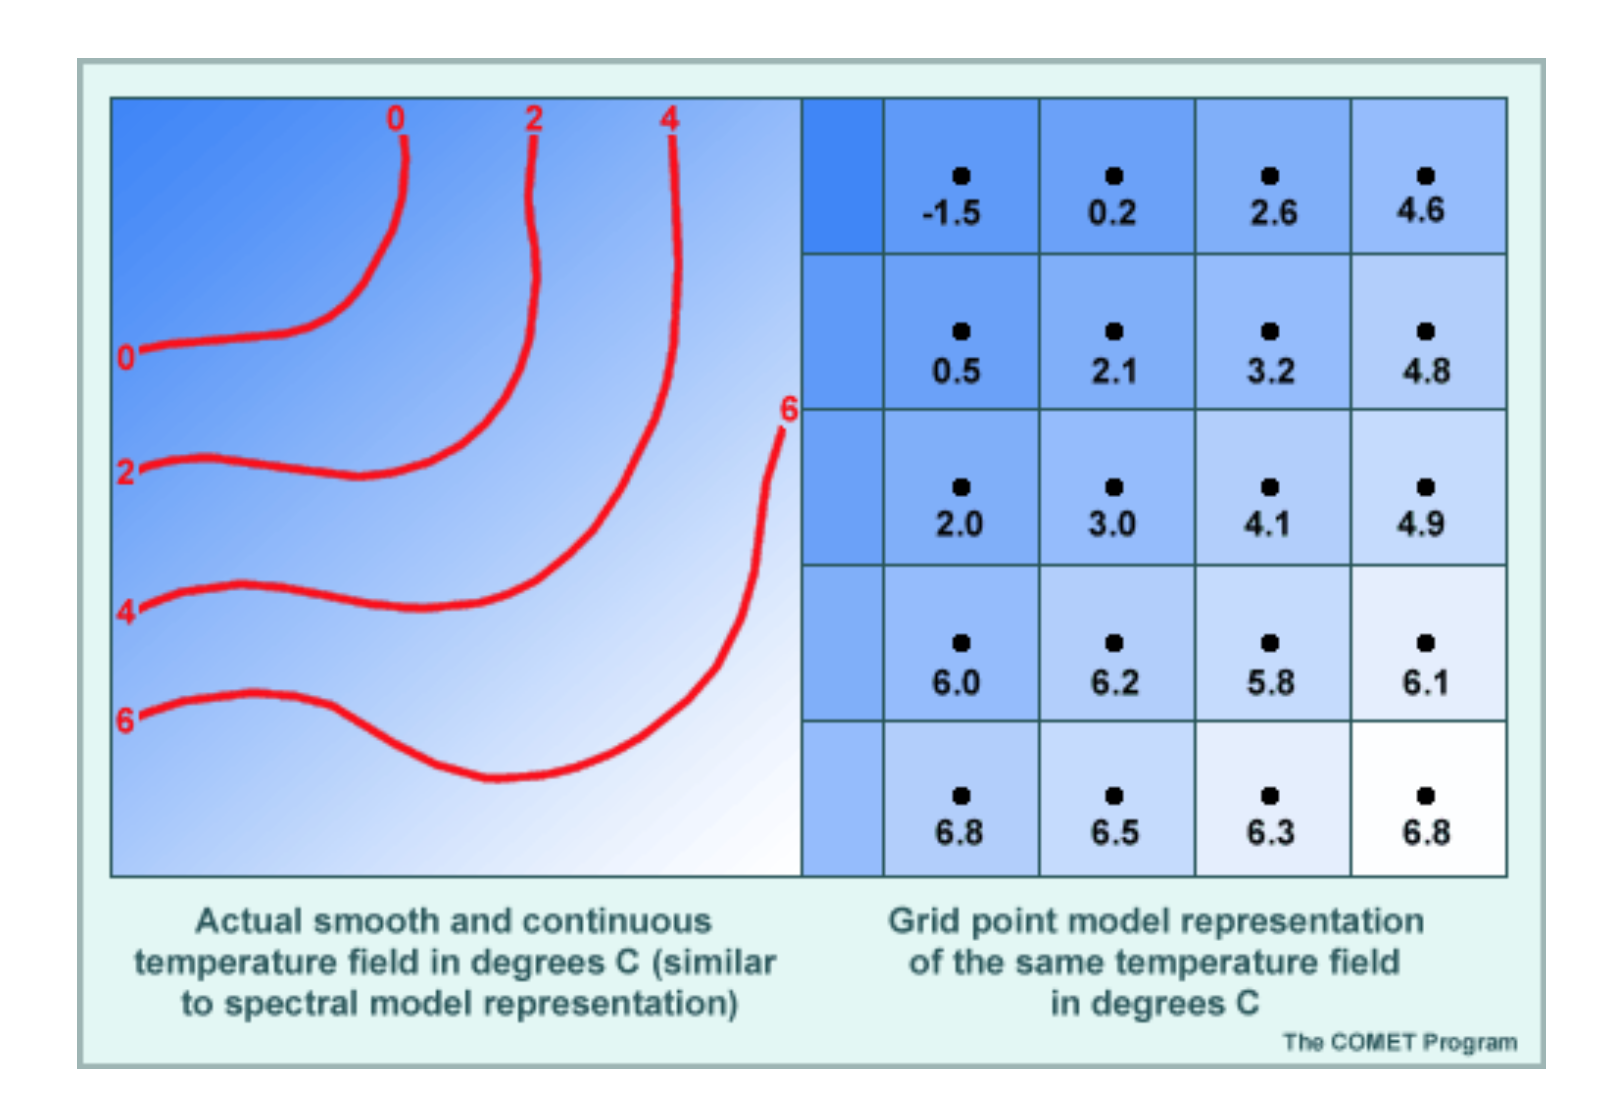 0 2 4
0
2
4
6
6
-1.5 0.2 2.6 4.6
0.5 2.1 3.2 4.8
2.0 3.0 4.1 4.9
6.0 6.2 5.8 6.1
6.8 6.5 6.3 6.8
Actual smooth and continuous
temperature field in degrees C (similar
to spectral model representation)
Grid point model representation
of the same temperature field
in degrees C
The COMET Program